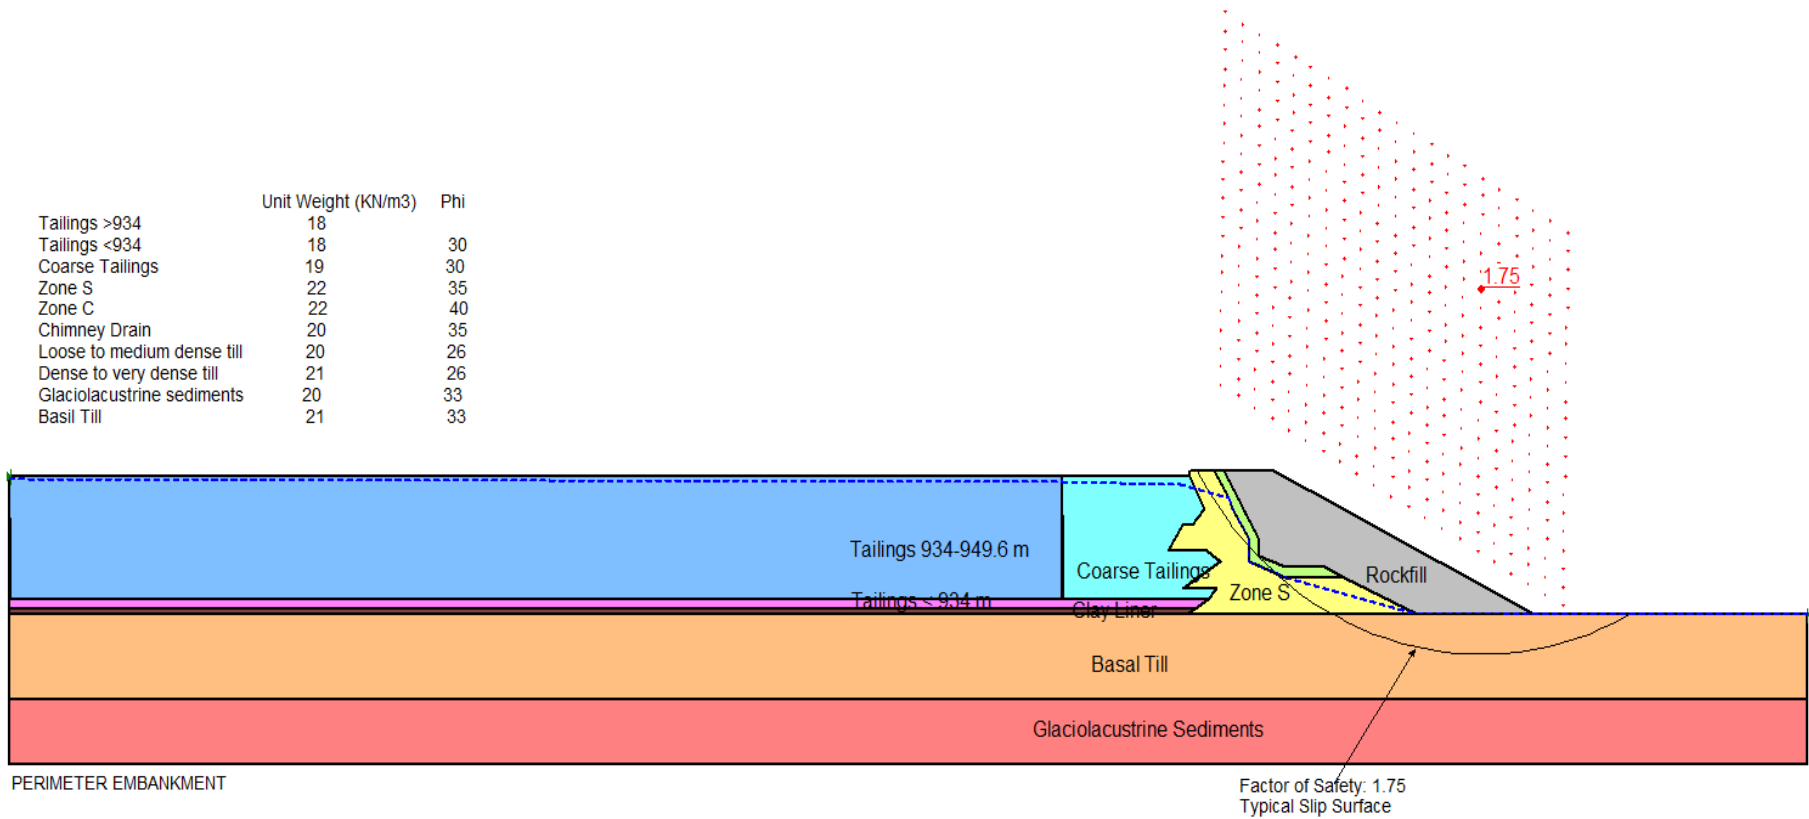 1.75
Unit Weight (KN/m3) Phi
Tailings >934 18
Tailings <934 18 30
Coarse Tailings 19 30
Zone S 22 35
Zone C 22 40
Chimney Drain 20 35
Loose to medium dense till 20 26
Dense to very dense till 21 26
Glaciolacustrine sediments 20 33
Basil Till 21 33
Tailings 934-949.6 m
Coarse Tailings
Rockfill
Zone S
Tailings < 934 m
Clay Liner
Basal Till
Glaciolacustrine Sediments
PERIMETER EMBANKMENT
Factor of Safety: 1.75
Typical Slip Surface